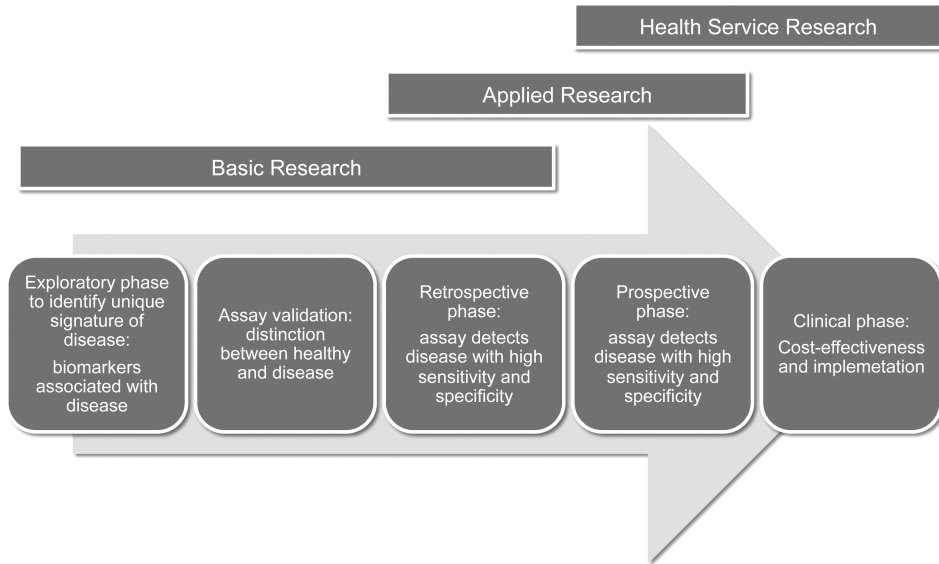 Health Service Research
Applied Research
Basic Research
Exploratory phase
to identify unique
signature of
disease:
biomarkers
associated with
disease
Assay validation:
distinction
between healthy
and disease
Retrospective
phase:
assay detects
disease with high
sensitivity and
specificity
Prospective
phase:
assay detects
disease with high
sensitivity and
specificity
Clinical phase:
Cost-effectiveness
and implemetation